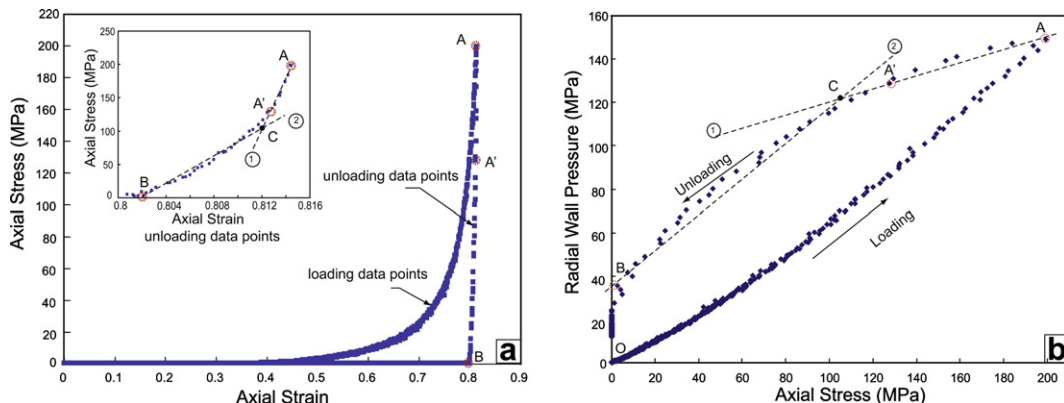 200
180
160
140
120
100
80
60
40
20
0
Axial Stress (MPa)
200
150
100
50
0
Axial Stress (MPa)
A
A'
C
1
2
B
0.8
0.804
0.808
0.812
0.816
Axial Strain
unloading data points
A
A'
unloading data points
loading data points
B
a
0
0.1
0.2
0.3
0.4
0.5
0.6
0.7
0.8
0.9
Axial Strain
160
140
120
100
80
60
40
20
0
Radial Wall Pressure (MPa)
2
A
A'
C
1
Unloading
Loading
B
O
b
0
20
40
60
80
100
120
140
160
180
200
Axial Stress (MPa)